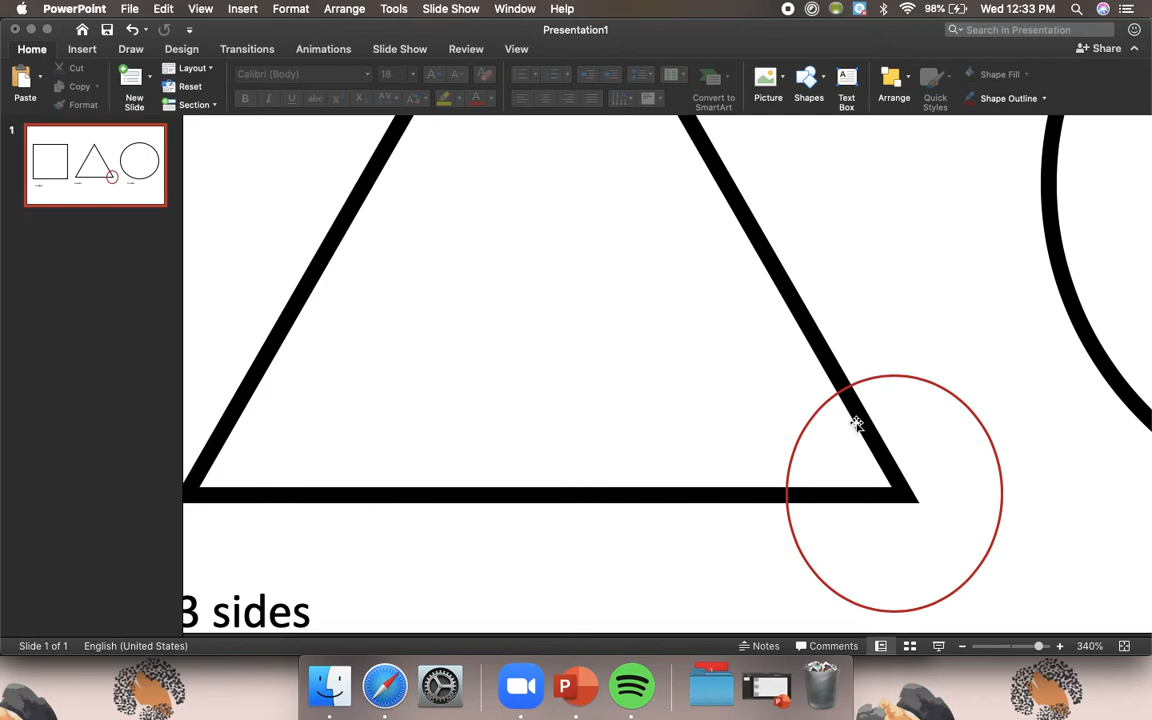 PowerPoint File Edit View Insert Format Arrange Tools Slide Show Window Help 98% Wed 12:33 PM
Presentation1 Search in Presentation
Home Insert Draw Design Transitions Animations Slide Show Review View Share
Paste Cut Copy Format New Slide Layout Reset Section Calibri (Body) 18 Convert to SmartArt Picture Shapes Text Box Arrange Quick Styles Shape Fill Shape Outline
1
3 sides
Slide 1 of 1 English (United States) Notes Comments 340%